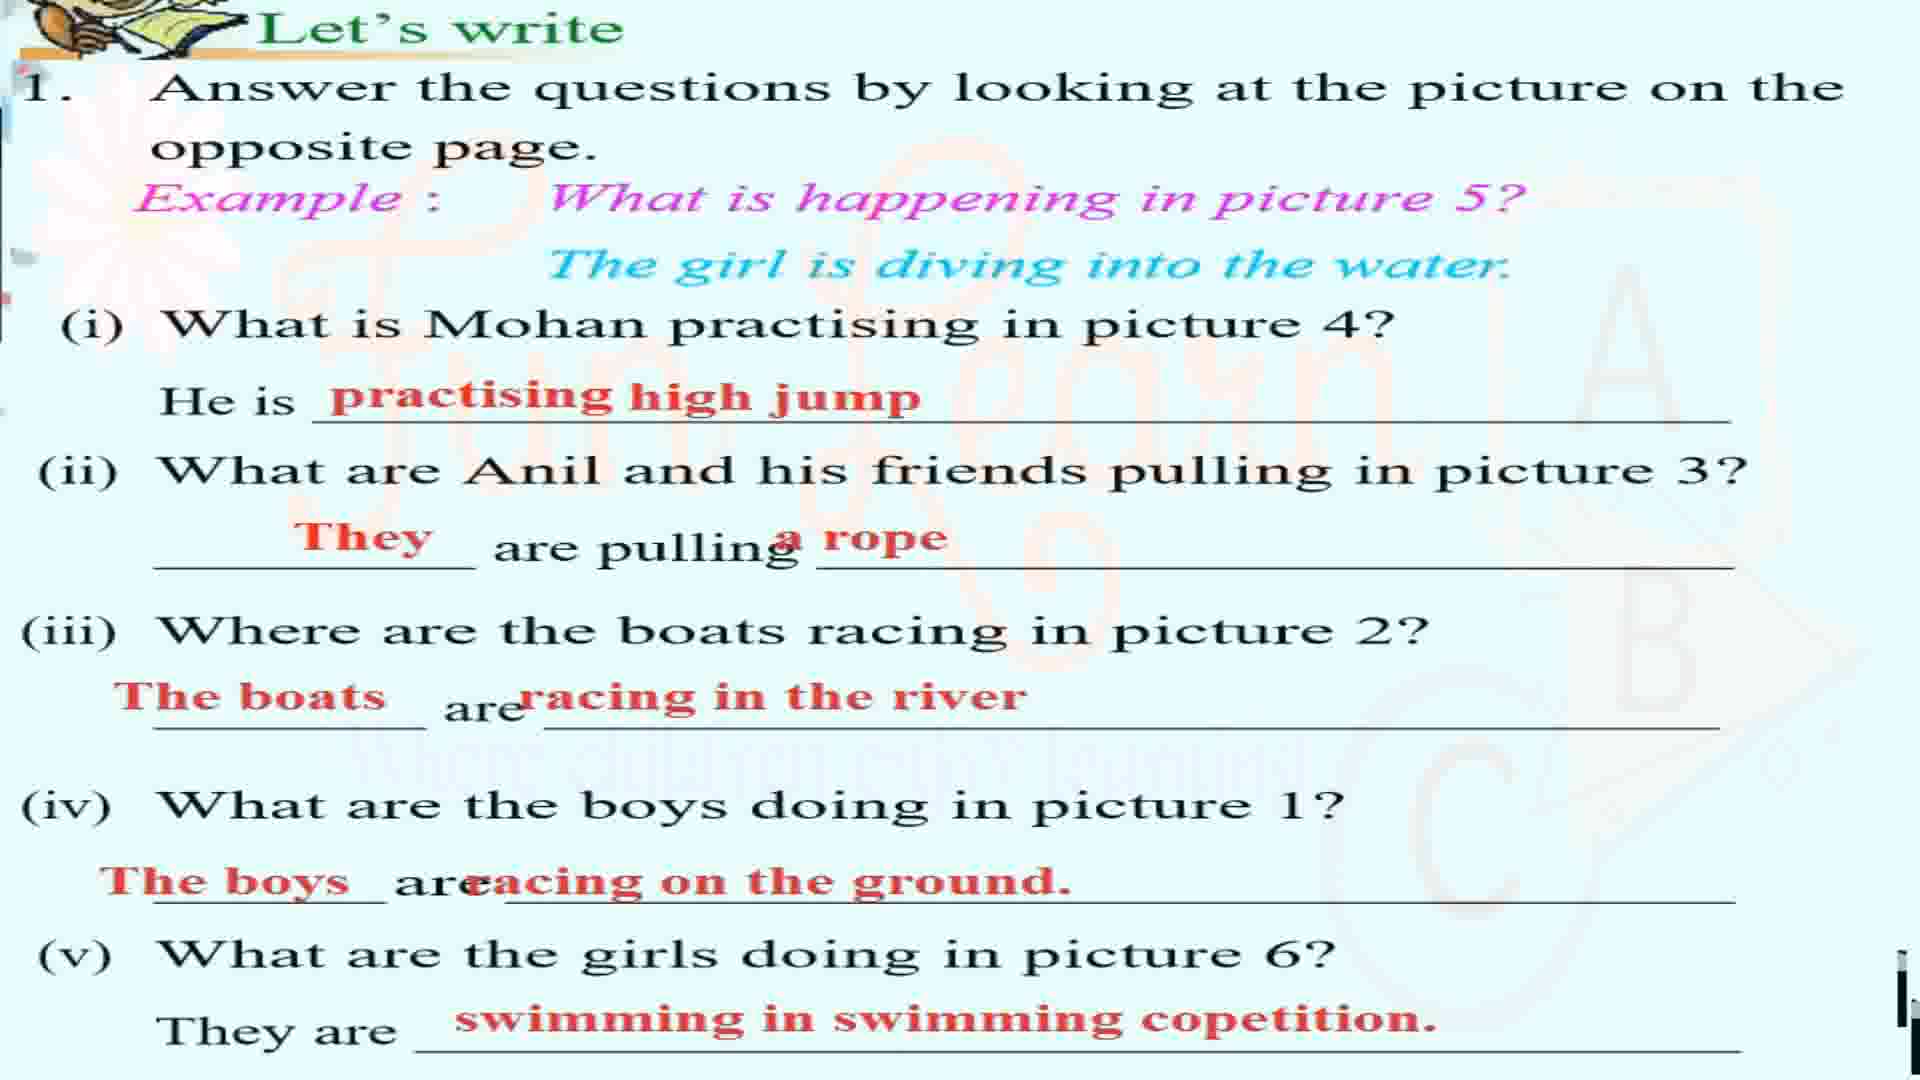 Let's write
1. Answer the questions by looking at the picture on the
opposite page.
Example : What is happening in picture 5?
The girl is diving into the water.
(i) What is Mohan practising in picture 4?
He is practising high jump
(ii) What are Anil and his friends pulling in picture 3?
They are pulling a rope
(iii) Where are the boats racing in picture 2?
The boats are racing in the river
(iv) What are the boys doing in picture 1?
The boys are racing on the ground.
(v) What are the girls doing in picture 6?
They are swimming in swimming copetition.
Fun Learn
A
B
C